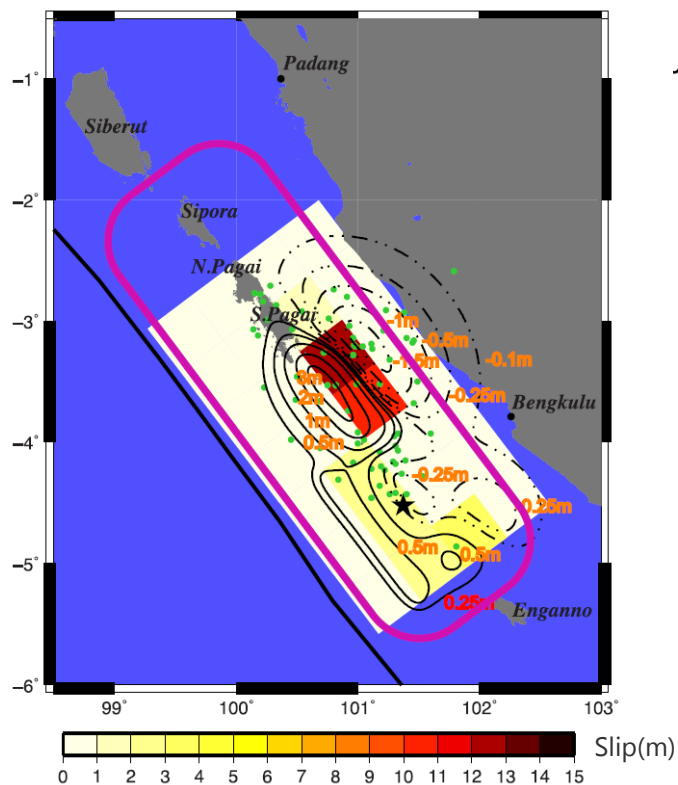 Padang
−1°
Siberut
−2°
Sipora
N.Pagai
S.Pagai
−3°
-1m
-0.5m
-0.1m
-1.5m
3m
-0.25m
2m
Bengkulu
1m
−4°
0.5m
-0.25m
0.25m
0.5m
0.5m
−5°
0.25m
Enganno
−6°
99° 100° 101° 102° 103°
Slip(m)
0 1 2 3 4 5 6 7 8 9 10 11 12 13 14 15